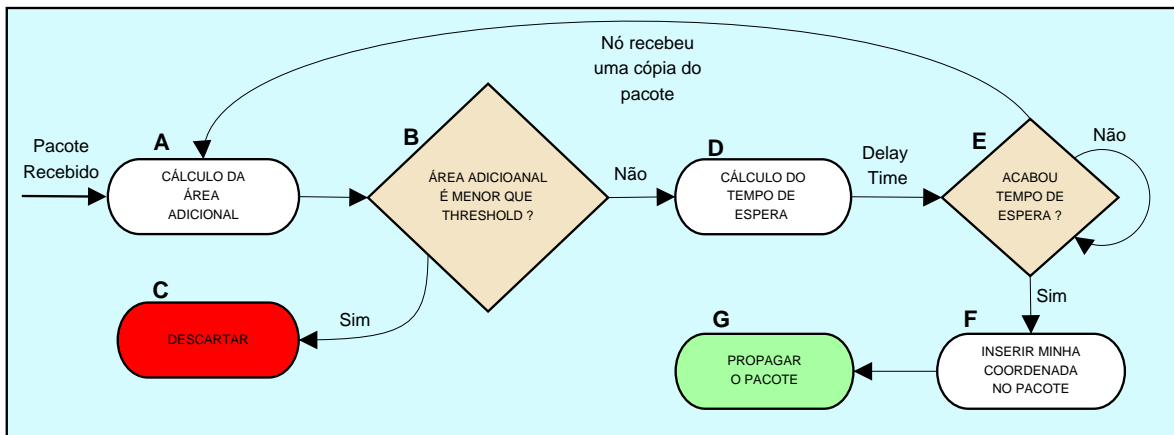 Nó recebeu
uma cópia do
pacote
Pacote
Recebido
A
CÁLCULO DA
ÁREA
ADICIONAL
B
ÁREA ADICIOANAL
É MENOR QUE
THRESHOLD ?
Não
D
CÁLCULO DO
TEMPO DE
ESPERA
Delay
Time
E
ACABOU
TEMPO DE
ESPERA ?
Não
C
DESCARTAR
Sim
Sim
G
PROPAGAR
O PACOTE
F
INSERIR MINHA
COORDENADA
NO PACOTE